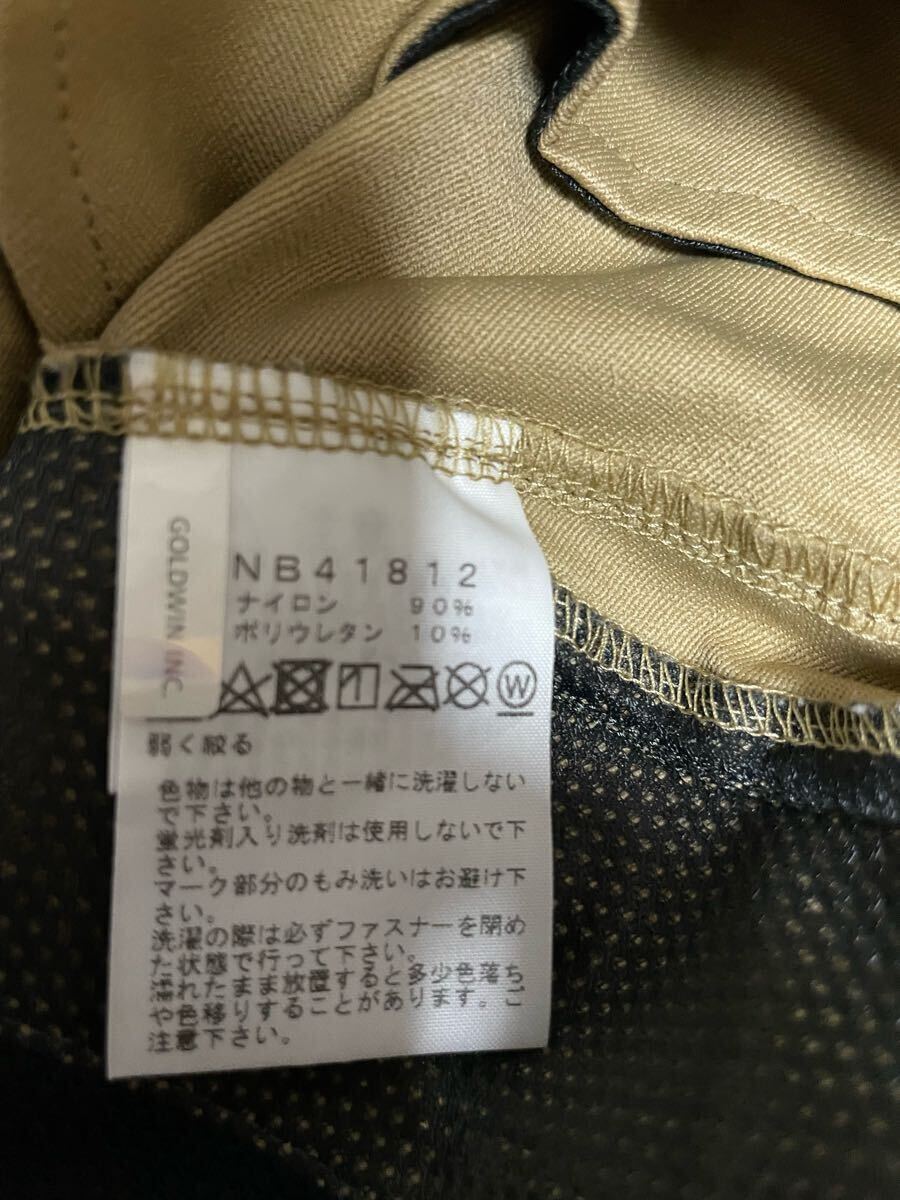 GOLDWIN INC.
NB41812
ナイロン 90%
ポリウレタン 10%
W
弱く絞る
色物は他の物と一緒に洗濯しない
で下さい。
蛍光剤入り洗剤は使用しないで下
さい。
マーク部分のもみ洗いはお避け下
さい。
洗濯の際は必ずファスナーを閉め
た状態で行って下さい。
濡れたまま放置すると多少色落ち
や色移りすることがあります。ご
注意下さい。